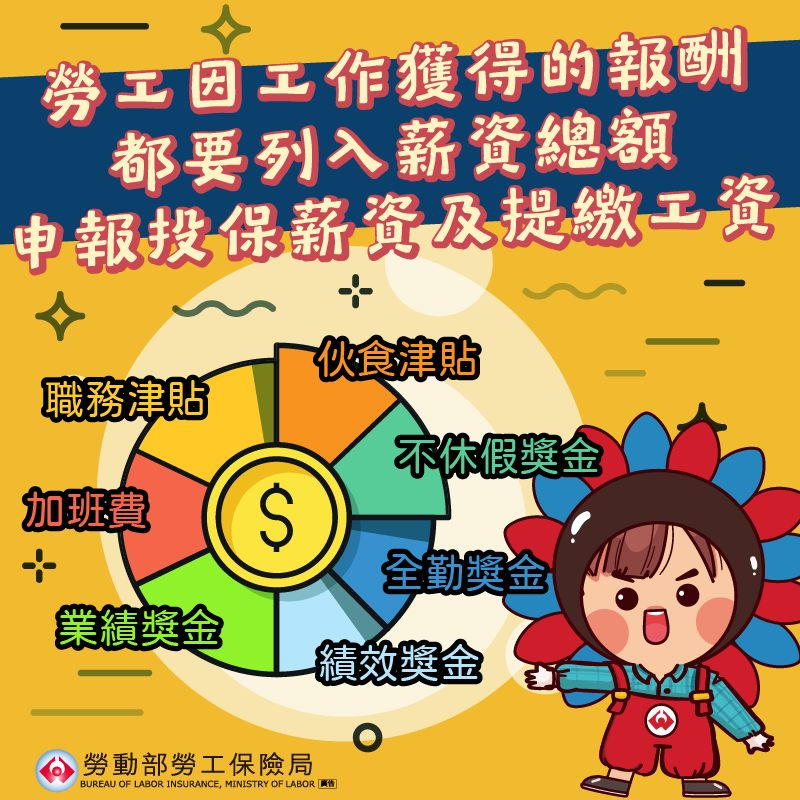 勞工因工作獲得的報酬
都要列入薪資總額
申報投保薪資及提繳工資
伙食津貼
職務津貼
不休假獎金
加班費
全勤獎金
業績獎金
績效獎金
$
勞動部勞工保險局
BUREAU OF LABOR INSURANCE, MINISTRY OF LABOR 廣告